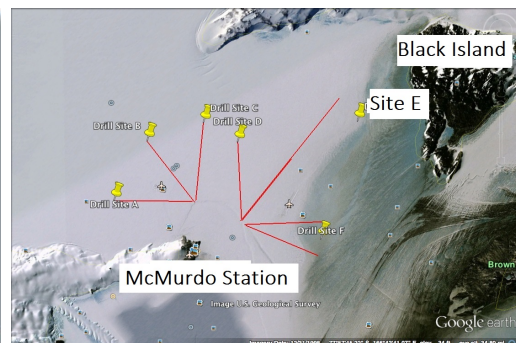 Black Island
Site E
Drill Site C
Drill Site B
Drill Site D
Drill Site A
Drill Site F
McMurdo Station
Brown
Image U.S. Geological Survey
Google earth